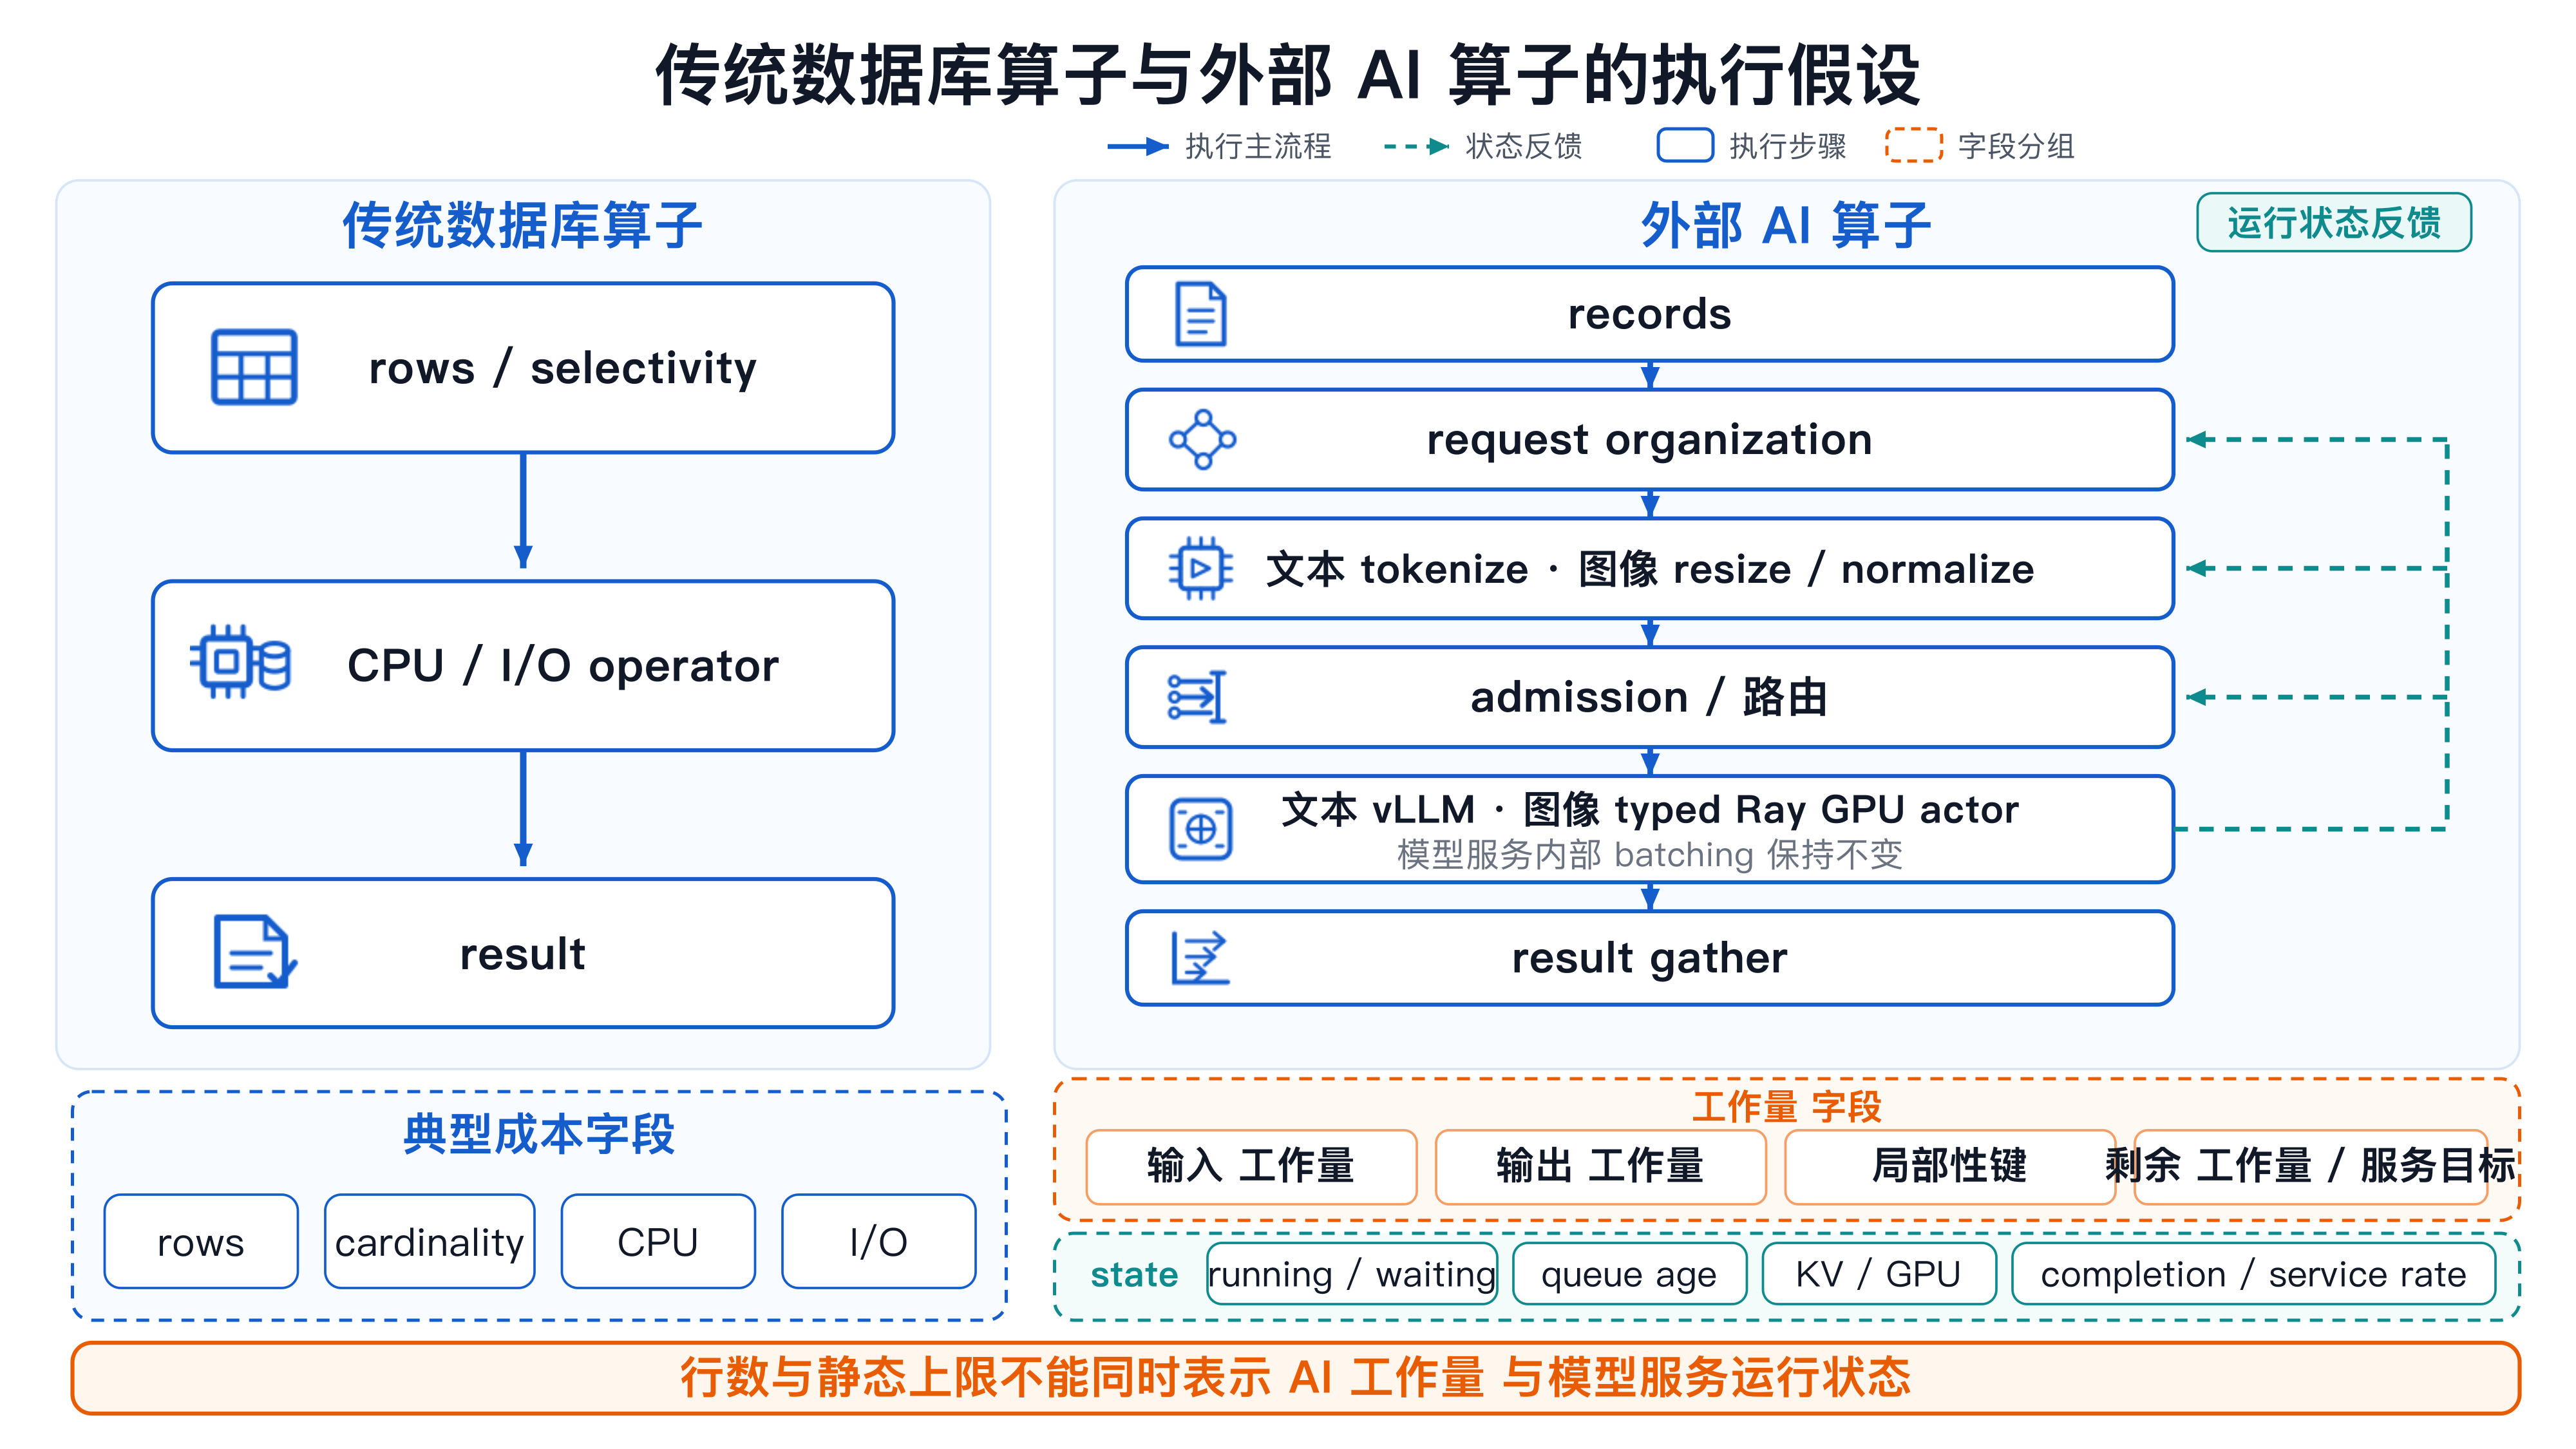 传统数据库算子与外部 AI 算子的执行假设
执行主流程
状态反馈
执行步骤
字段分组
传统数据库算子
rows / selectivity
CPU / I/O operator
result
外部 AI 算子
运行状态反馈
records
request organization
文本 tokenize · 图像 resize / normalize
admission / 路由
文本 vLLM · 图像 typed Ray GPU actor
模型服务内部 batching 保持不变
result gather
典型成本字段
rows
cardinality
CPU
I/O
工作量 字段
输入 工作量
输出 工作量
局部性键
剩余 工作量 / 服务目标
state
running / waiting
queue age
KV / GPU
completion / service rate
行数与静态上限不能同时表示 AI 工作量 与模型服务运行状态